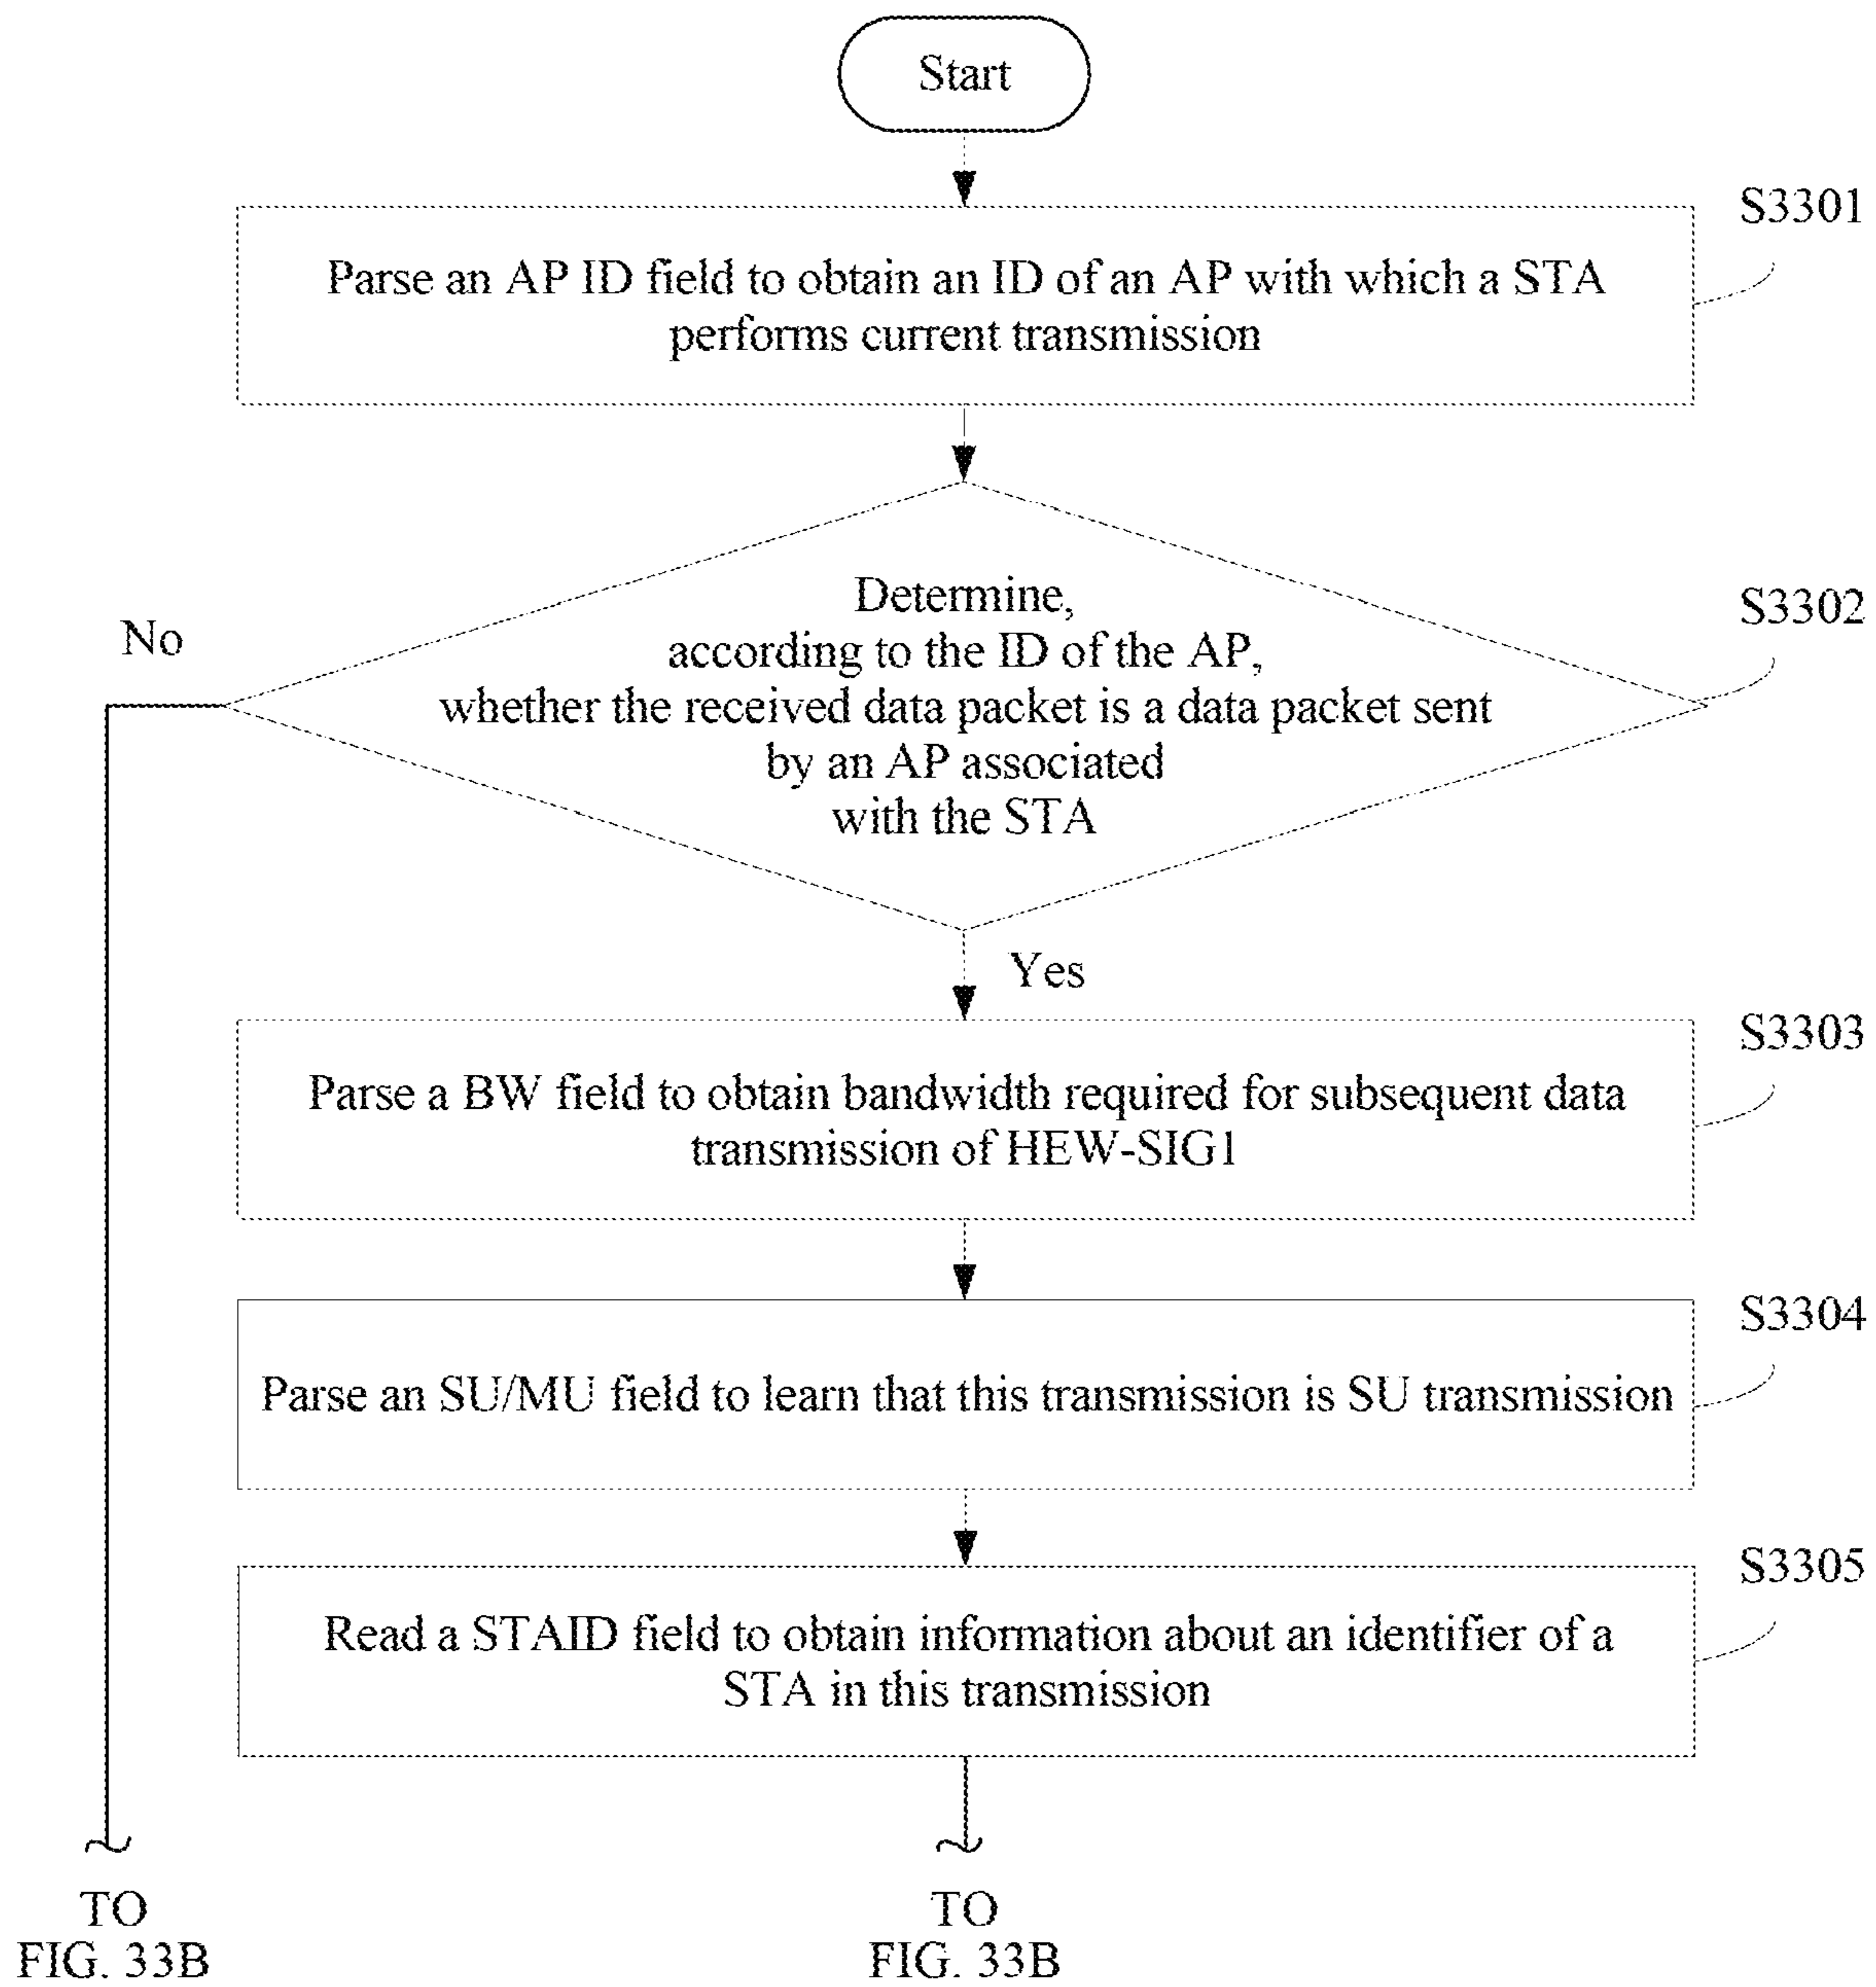 Start
S3301
Parse an AP ID field to obtain an ID of an AP with which a STA
performs current transmission
Determine,
according to the ID of the AP,
whether the received data packet is a data packet sent
by an AP associated
with the STA
S3302
No
Yes
S3303
Parse a BW field to obtain bandwidth required for subsequent data
transmission of HEW-SIG1
S3304
Parse an SU/MU field to learn that this transmission is SU transmission
S3305
Read a STAID field to obtain information about an identifier of a
STA in this transmission
TO
FIG. 33B
TO
FIG. 33B